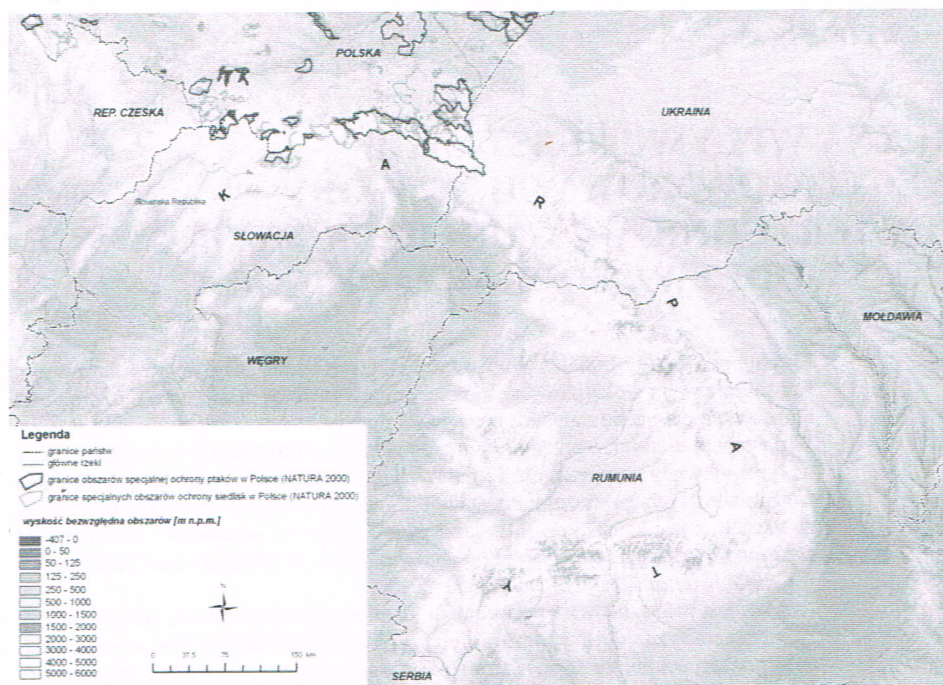 POLSKA
REP. CZESKA
UKRAINA
A
K
Slovenska Republika
R
SŁOWACJA
P
MOŁDAWIA
WĘGRY
A
RUMUNIA
T
Y
SERBIA
Legenda
granice państw
główne rzeki
granice obszarów specjalnej ochrony ptaków w Polsce (NATURA 2000)
granice specjalnych obszarów ochrony siedlisk w Polsce (NATURA 2000)
wyskość bezwzględna obszarów [m n.p.m.]
-407 - 0
0 - 50
50 - 125
125 - 250
250 - 500
500 - 1000
1000 - 1500
1500 - 2000
2000 - 3000
3000 - 4000
4000 - 5000
5000 - 6000
0 37,5 75 150 km